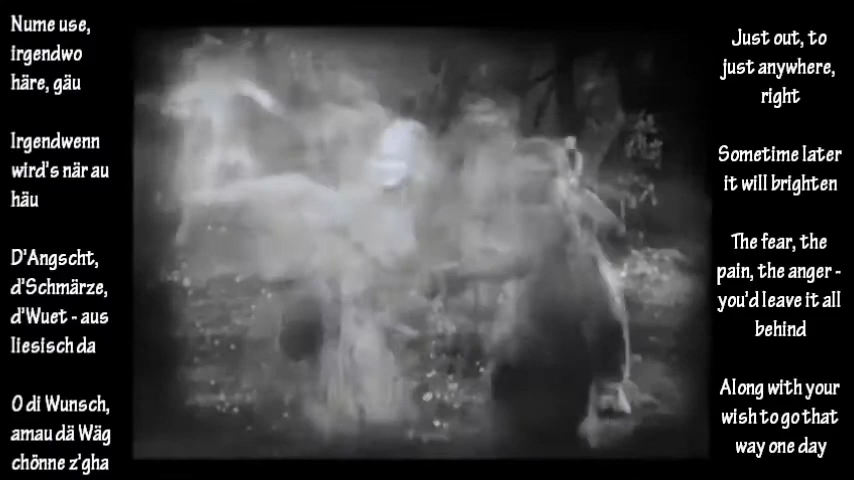 Nume use,
irgendwo
häre, gäu
Irgendwenn
wird's när au
häu
D'Angscht,
d'Schmärze,
d'Wuet - aus
liesisch da
O di Wunsch,
amau dä Wäg
chönne z'gha
Just out, to
just anywhere,
right
Sometime later
it will brighten
The fear, the
pain, the anger -
you'd leave it all
behind
Along with your
wish to go that
way one day